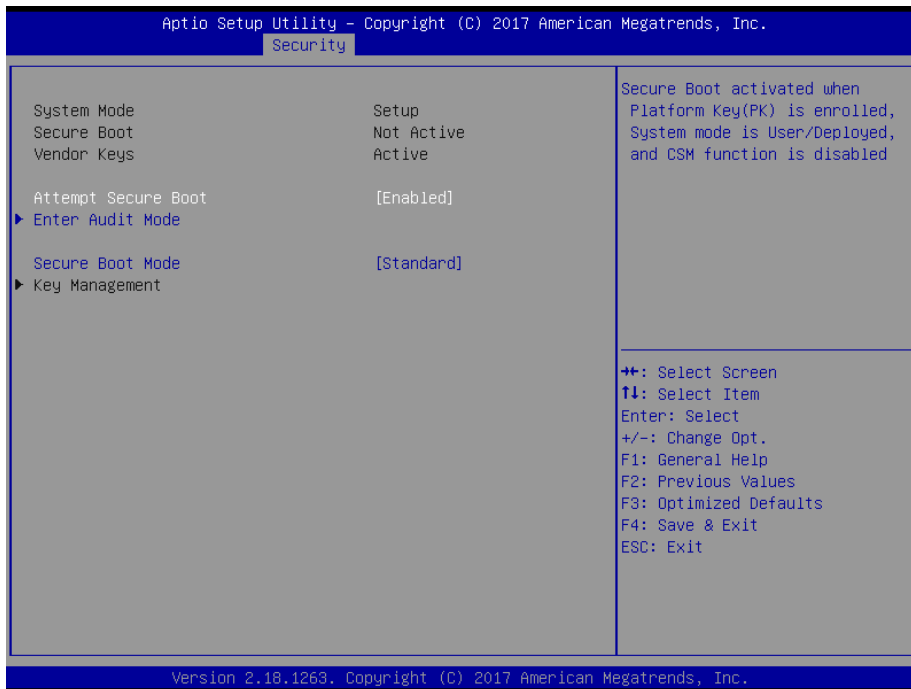 Aptio Setup Utility – Copyright (C) 2017 American Megatrends, Inc.
Security
System Mode Setup
Secure Boot Not Active
Vendor Keys Active
Attempt Secure Boot [Enabled]
Enter Audit Mode
Secure Boot Mode [Standard]
Key Management
Secure Boot activated when
Platform Key(PK) is enrolled,
System mode is User/Deployed,
and CSM function is disabled
→←: Select Screen
↑↓: Select Item
Enter: Select
+/-: Change Opt.
F1: General Help
F2: Previous Values
F3: Optimized Defaults
F4: Save & Exit
ESC: Exit
Version 2.18.1263. Copyright (C) 2017 American Megatrends, Inc.